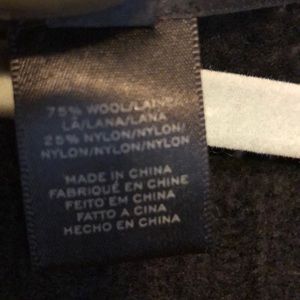 75% WOOL/LAINE/
LÃ/LANA/LANA
25% NYLON/NYLON/
NYLON/NYLON/NYLON
MADE IN CHINA
FABRIQUÉ EN CHINE
FEITO EM CHINA
FATTO A CINA
HECHO EN CHINA